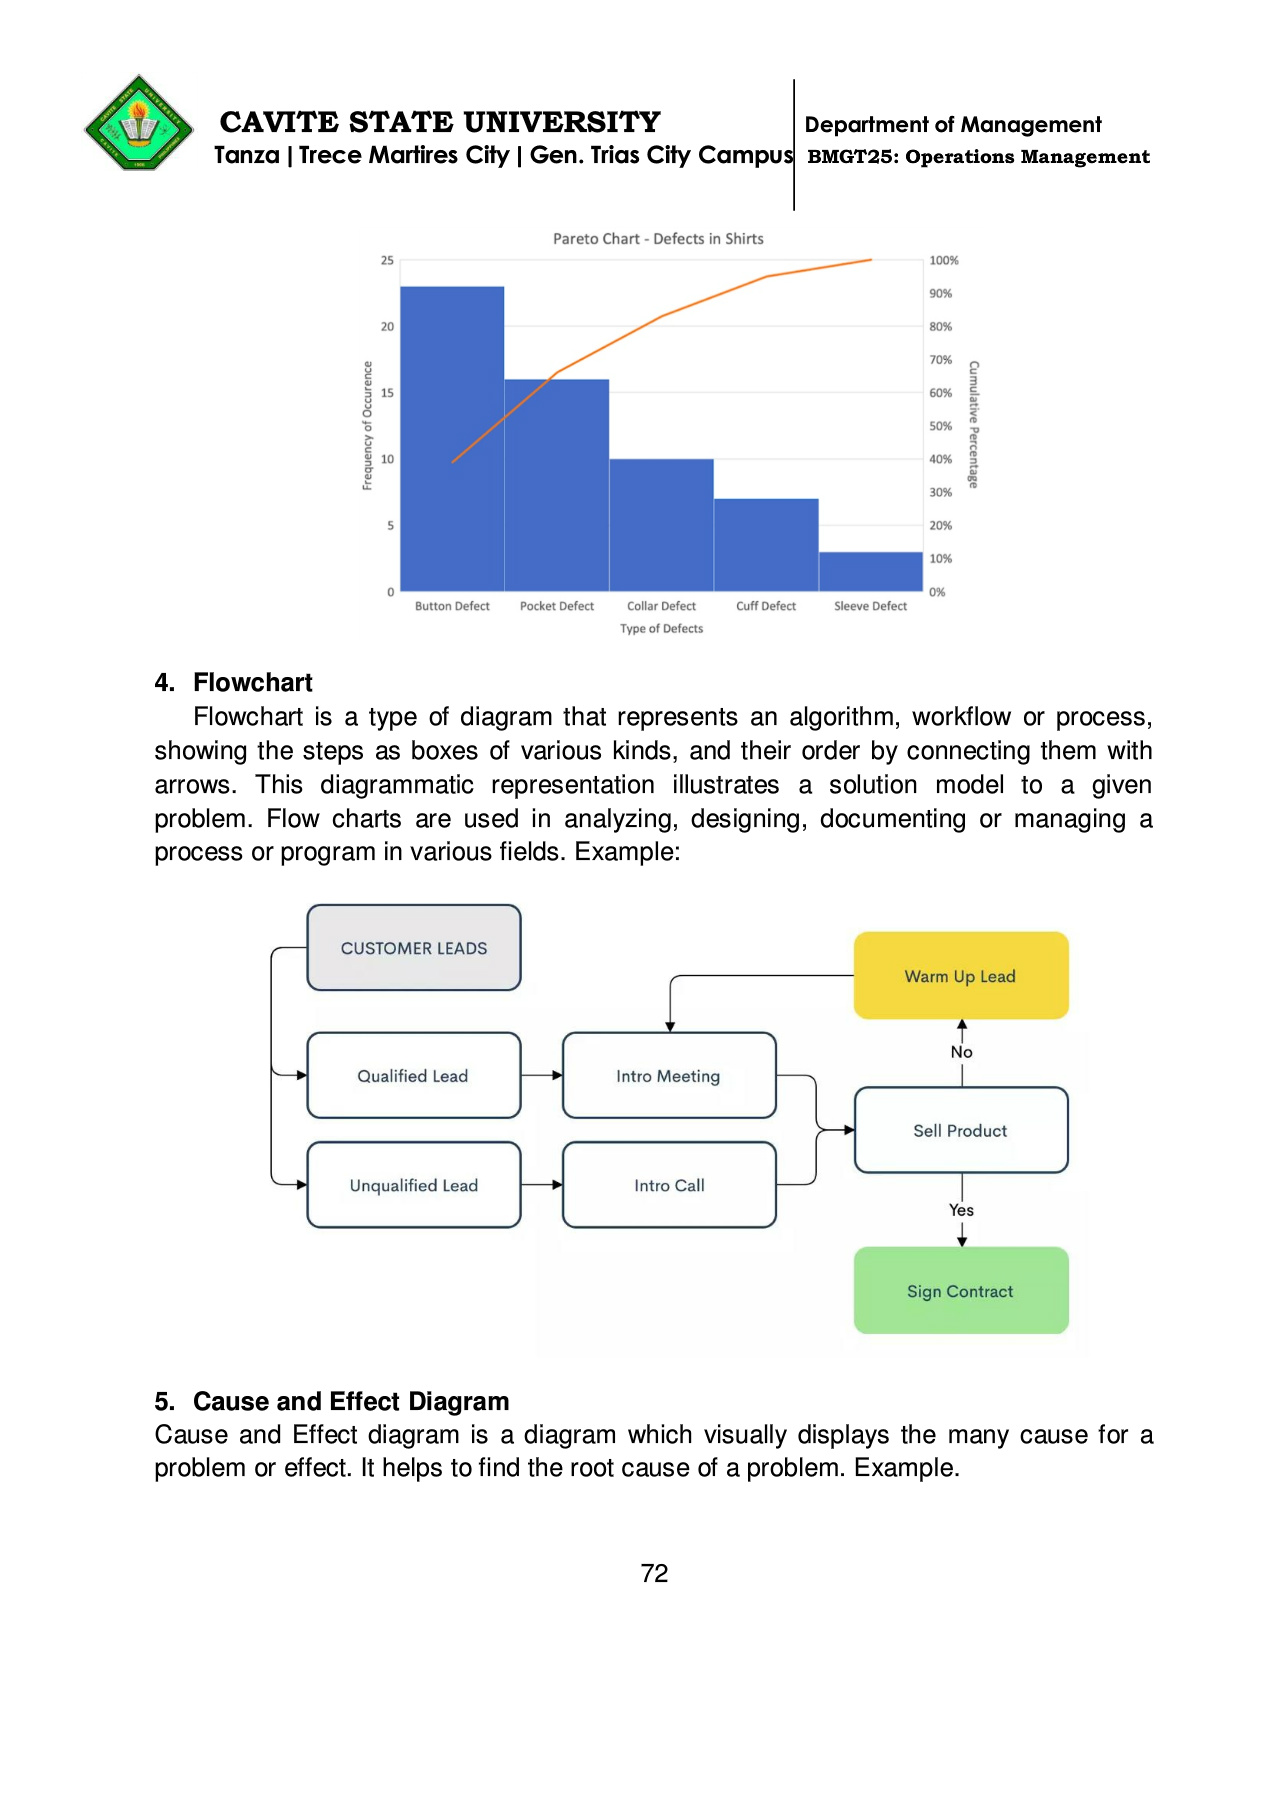 CAVITE STATE UNIVERSITY
Tanza | Trece Martires City | Gen. Trias City Campus
Department of Management
BMGT25: Operations Management
Pareto Chart - Defects in Shirts
25
20
15
10
5
0
Frequency of Occurence
100%
90%
80%
70%
60%
50%
40%
30%
20%
10%
0%
Cumulative Percentage
Button Defect Pocket Defect Collar Defect Cuff Defect Sleeve Defect
Type of Defects
4. Flowchart
Flowchart is a type of diagram that represents an algorithm, workflow or process,
showing the steps as boxes of various kinds, and their order by connecting them with
arrows. This diagrammatic representation illustrates a solution model to a given
problem. Flow charts are used in analyzing, designing, documenting or managing a
process or program in various fields. Example:
CUSTOMER LEADS
Warm Up Lead
No
Qualified Lead
Intro Meeting
Sell Product
Unqualified Lead
Intro Call
Yes
Sign Contract
5. Cause and Effect Diagram
Cause and Effect diagram is a diagram which visually displays the many cause for a
problem or effect. It helps to find the root cause of a problem. Example.
72